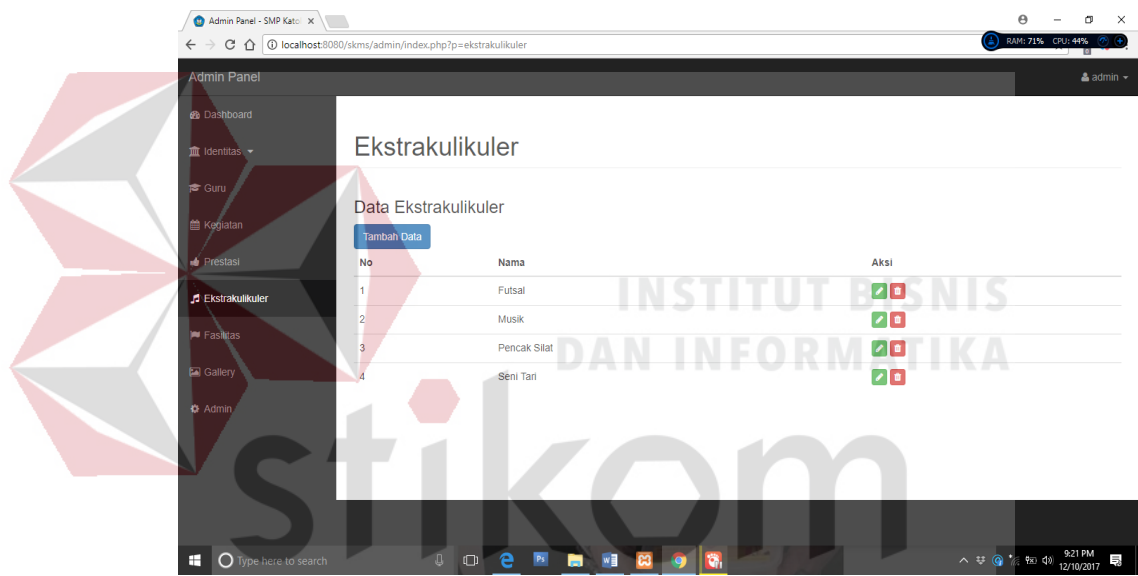 Admin Panel - SMP Kato
localhost:8080/skms/admin/index.php?p=ekstrakulikuler
RAM: 71% CPU: 44%
Admin Panel
admin
Dashboard
Identitas
Guru
Kegiatan
Prestasi
Ekstrakulikuler
Fasilitas
Gallery
Admin
Ekstrakulikuler
Data Ekstrakulikuler
Tambah Data
No Nama Aksi
1 Futsal
2 Musik
3 Pencak Silat
4 Seni Tari
INSTITUT BISNIS
DAN INFORMATIKA
stikom
Type here to search
Ps
9:21 PM
12/10/2017